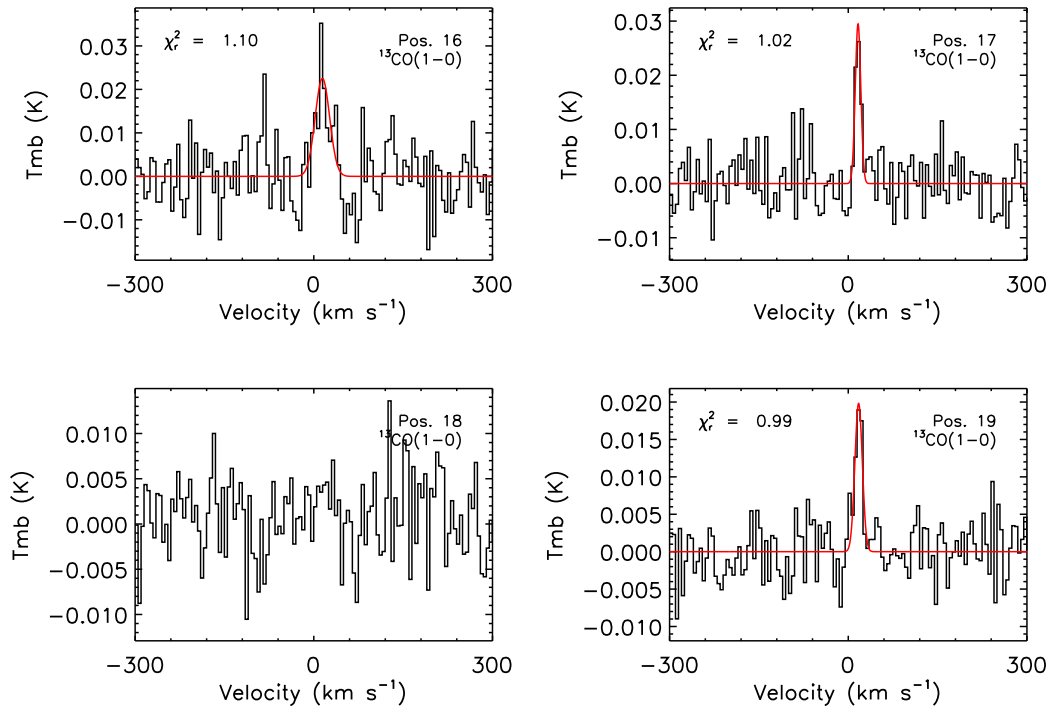 χr² = 1.10
Pos. 16
¹³CO(1−0)
0.03
0.02
0.01
0.00
−0.01
Tmb (K)
−300
0
300
Velocity (km s⁻¹)
χr² = 1.02
Pos. 17
¹³CO(1−0)
0.03
0.02
0.01
0.00
−0.01
Tmb (K)
−300
0
300
Velocity (km s⁻¹)
Pos. 18
¹³CO(1−0)
0.010
0.005
0.000
−0.005
−0.010
Tmb (K)
−300
0
300
Velocity (km s⁻¹)
χr² = 0.99
Pos. 19
¹³CO(1−0)
0.020
0.015
0.010
0.005
0.000
−0.005
−0.010
Tmb (K)
−300
0
300
Velocity (km s⁻¹)